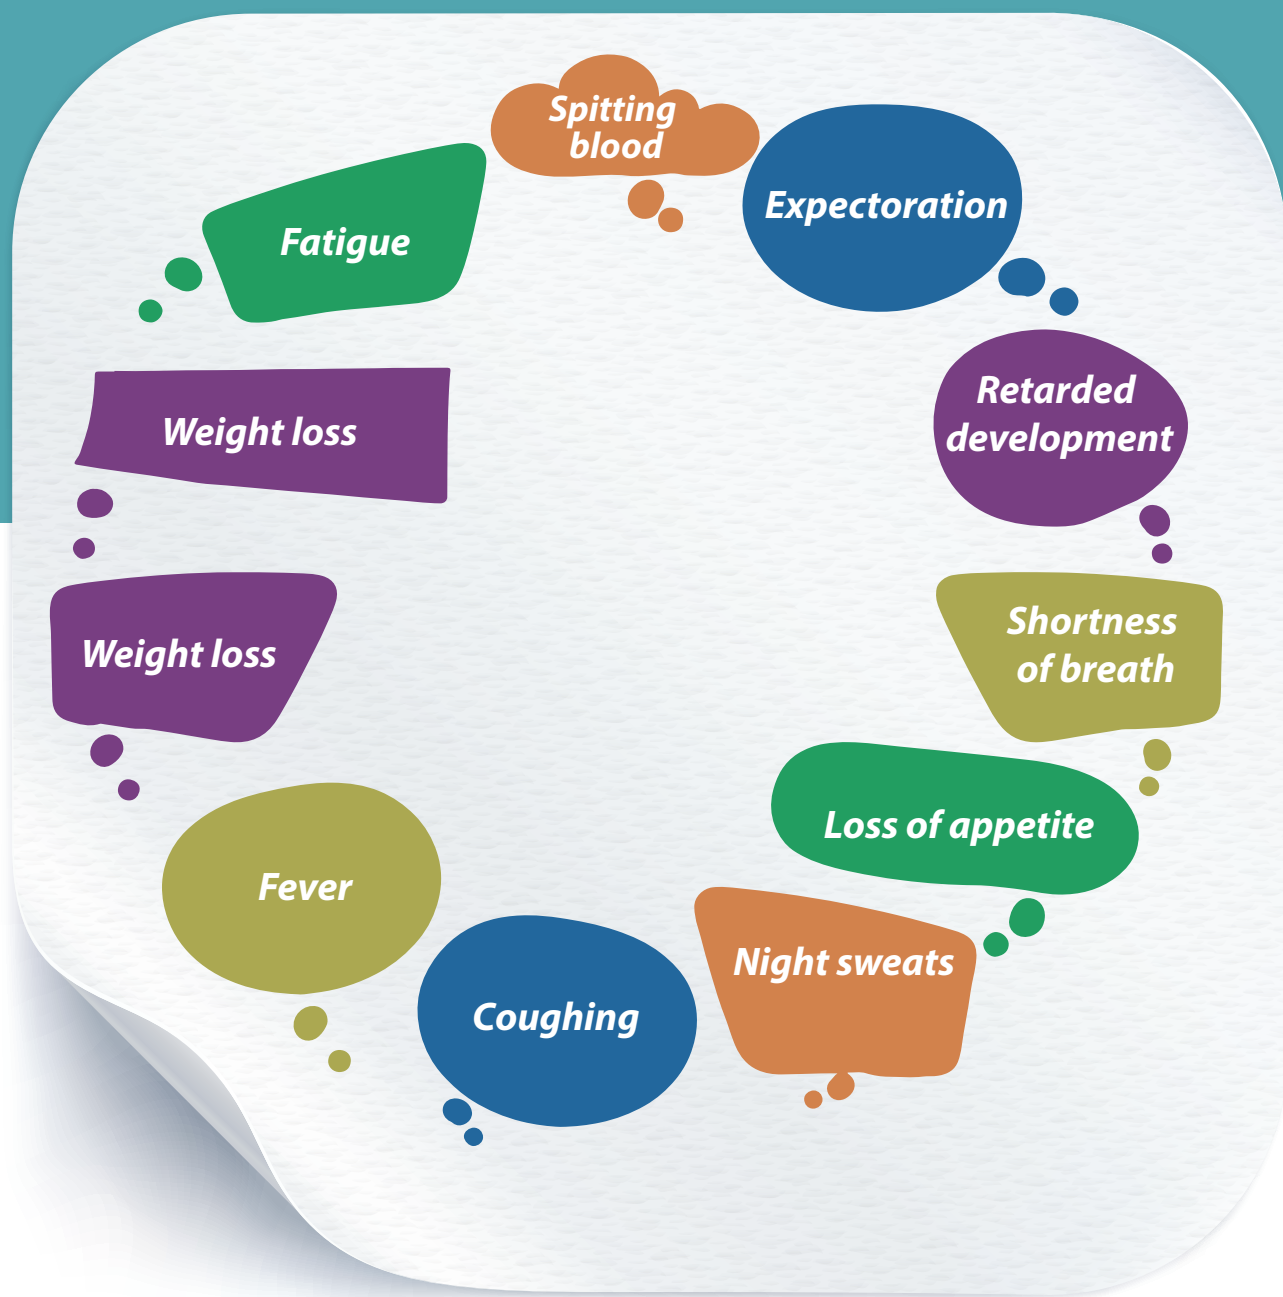 Spitting
blood
Expectoration
Fatigue
Retarded
development
Weight loss
Shortness
of breath
Weight loss
Loss of appetite
Fever
Night sweats
Coughing